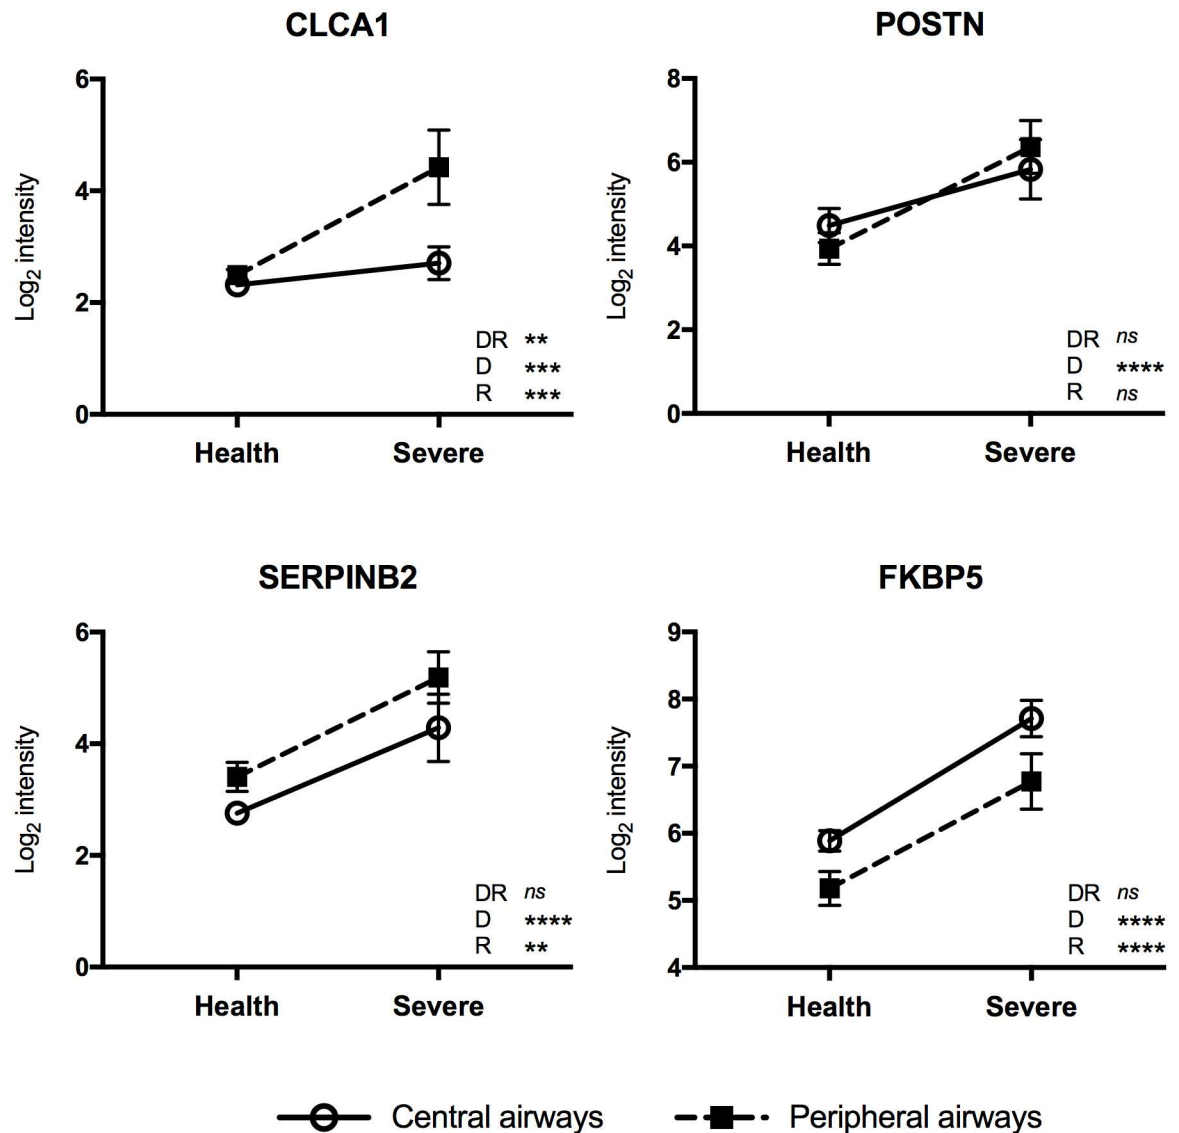 CLCA1
6
4
2
0
Log₂ intensity
DR **
D ***
R ***
Health Severe
POSTN
8
6
4
2
0
Log₂ intensity
DR ns
D ****
R ns
Health Severe
SERPINB2
6
4
2
0
Log₂ intensity
DR ns
D ****
R **
Health Severe
FKBP5
9
8
7
6
5
4
Log₂ intensity
DR ns
D ****
R ****
Health Severe
Central airways Peripheral airways